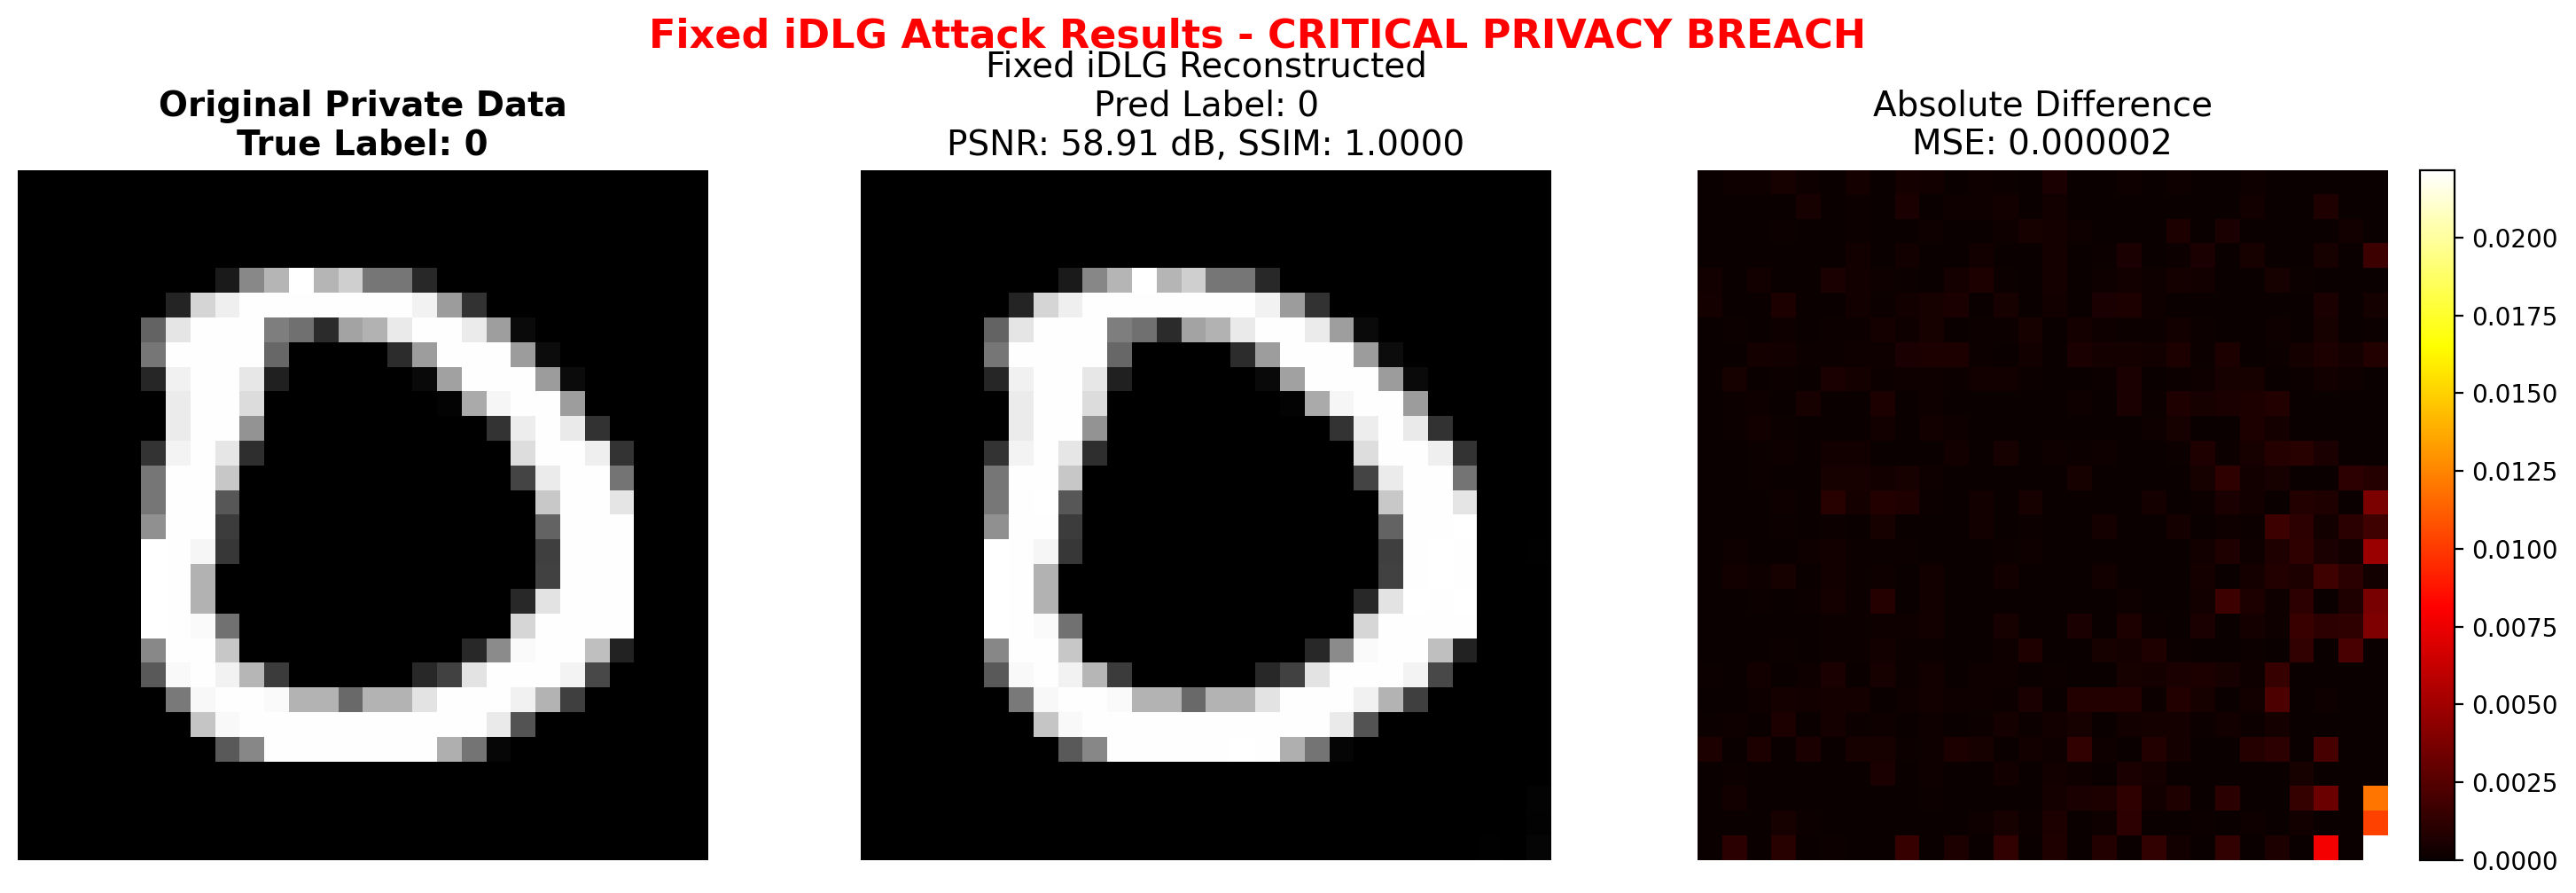 Fixed iDLG Attack Results - CRITICAL PRIVACY BREACH
Original Private Data
True Label: 0
Fixed iDLG Reconstructed
Pred Label: 0
PSNR: 58.91 dB, SSIM: 1.0000
Absolute Difference
MSE: 0.000002
0.0200
0.0175
0.0150
0.0125
0.0100
0.0075
0.0050
0.0025
0.0000